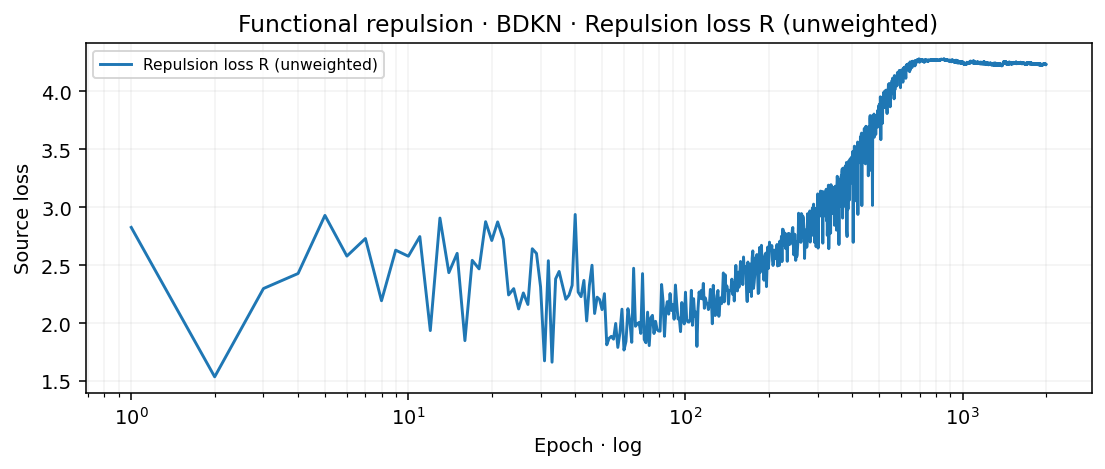 Functional repulsion · BDKN · Repulsion loss R (unweighted)
Repulsion loss R (unweighted)
Source loss
4.0
3.5
3.0
2.5
2.0
1.5
10⁰ 10¹ 10² 10³
Epoch · log